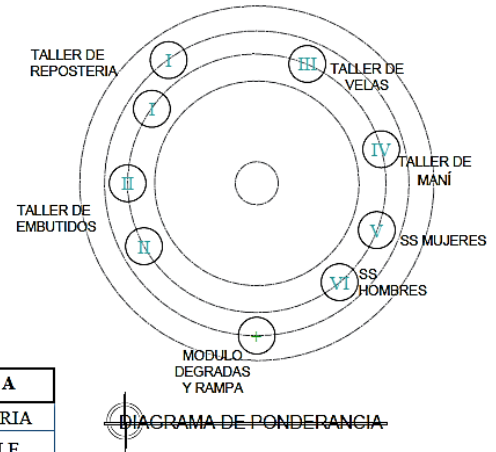 TALLER DE
REPOSTERIA
I
I
III
TALLER DE
VELAS
IV
TALLER DE
MANÍ
II
TALLER DE
EMBUTIDOS
II
V
SS MUJERES
VI
SS
HOMBRES
+
MODULO
DEGRADAS
Y RAMPA
A
RIA
LE
DIAGRAMA DE PONDERANCIA